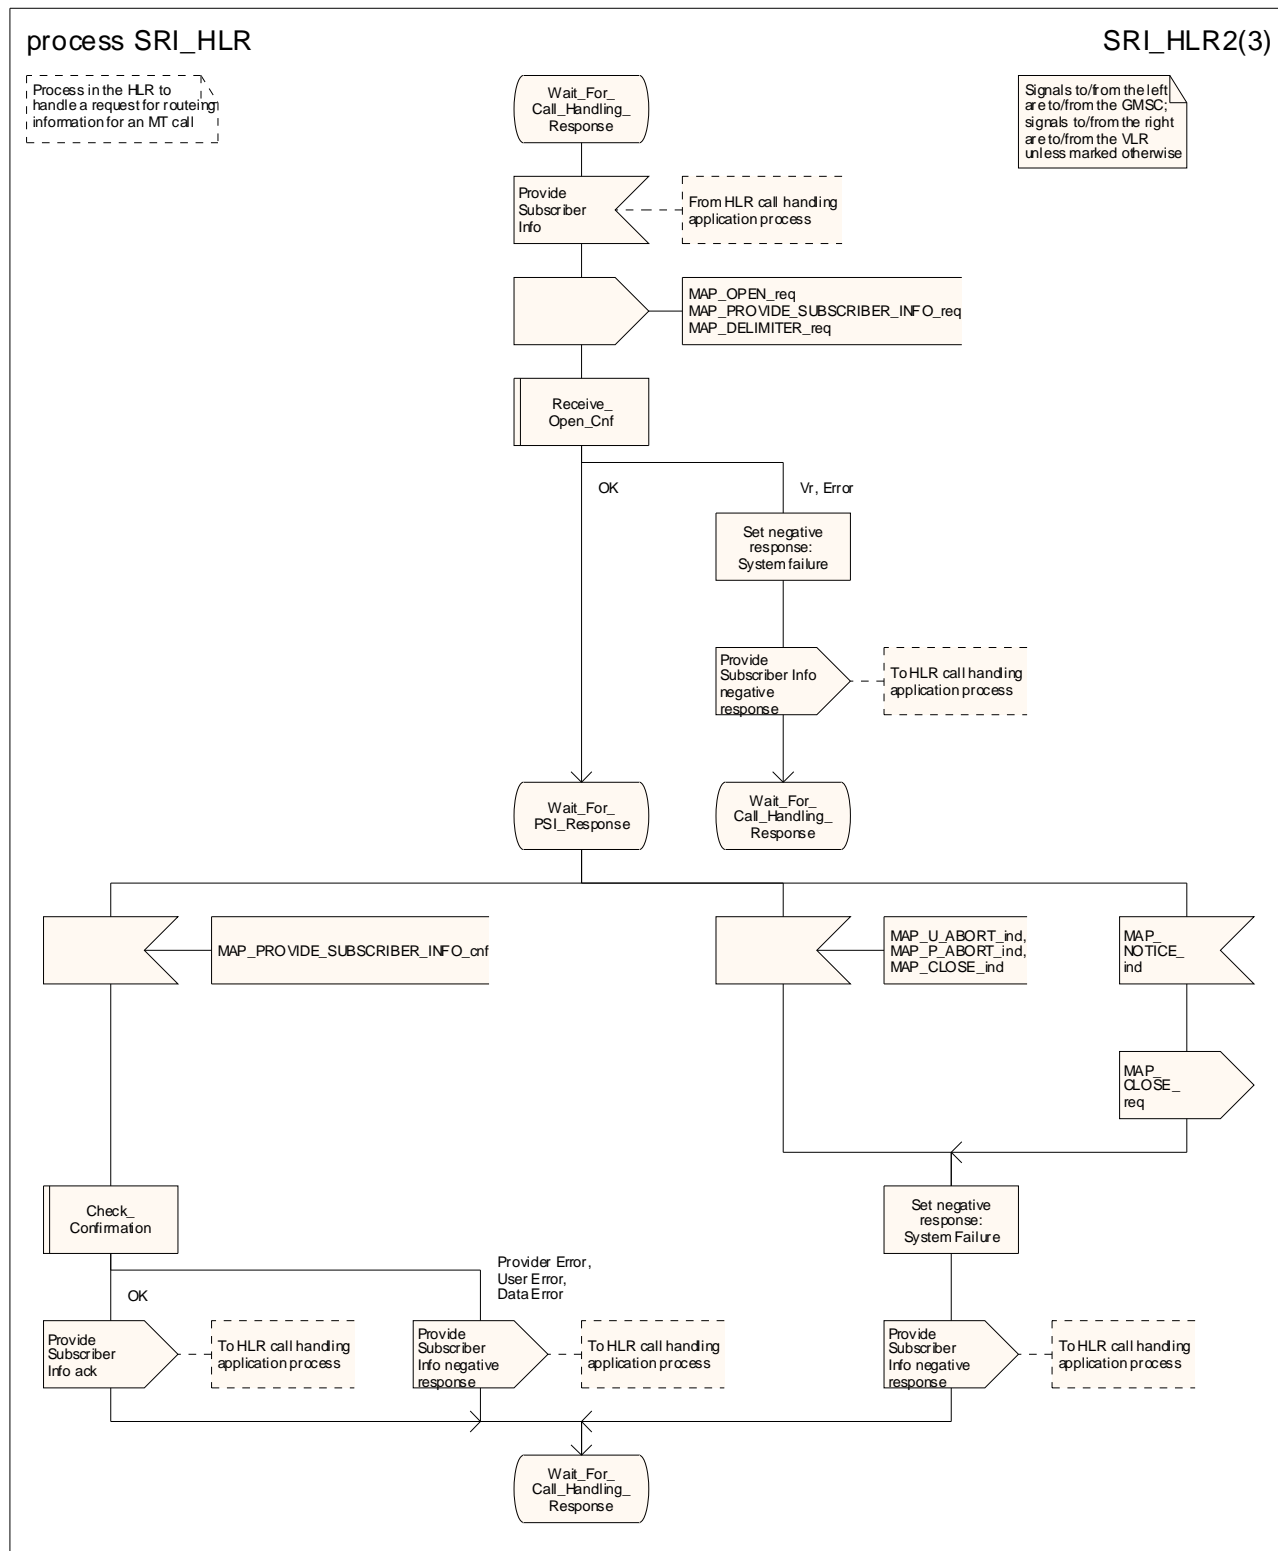 process SRI_HLR
SRI_HLR2(3)
Process in the HLR to
handle a request for routeing
information for an MT call
Wait_For_
Call_Handling_
Response
Signals to/from the left
are to/from the GMSC;
signals to/from the right
are to/from the VLR
unless marked otherwise
Provide
Subscriber
Info
From HLR call handling
application process
MAP_OPEN_req
MAP_PROVIDE_SUBSCRIBER_INFO_req
MAP_DELIMITER_req
Receive_
Open_Cnf
OK
Vr, Error
Set negative
response:
System failure
Provide
Subscriber Info
negative
response
To HLR call handling
application process
Wait_For_
PSI_Response
Wait_For_
Call_Handling_
Response
MAP_PROVIDE_SUBSCRIBER_INFO_cnf
MAP_U_ABORT_ind,
MAP_P_ABORT_ind,
MAP_CLOSE_ind
MAP_
NOTICE_
ind
MAP_
CLOSE_
req
Check_
Confirmation
Set negative
response:
System Failure
OK
Provider Error,
User Error,
Data Error
Provide
Subscriber
Info ack
To HLR call handling
application process
Provide
Subscriber
Info negative
response
To HLR call handling
application process
Provide
Subscriber
Info negative
response
To HLR call handling
application process
Wait_For_
Call_Handling_
Response